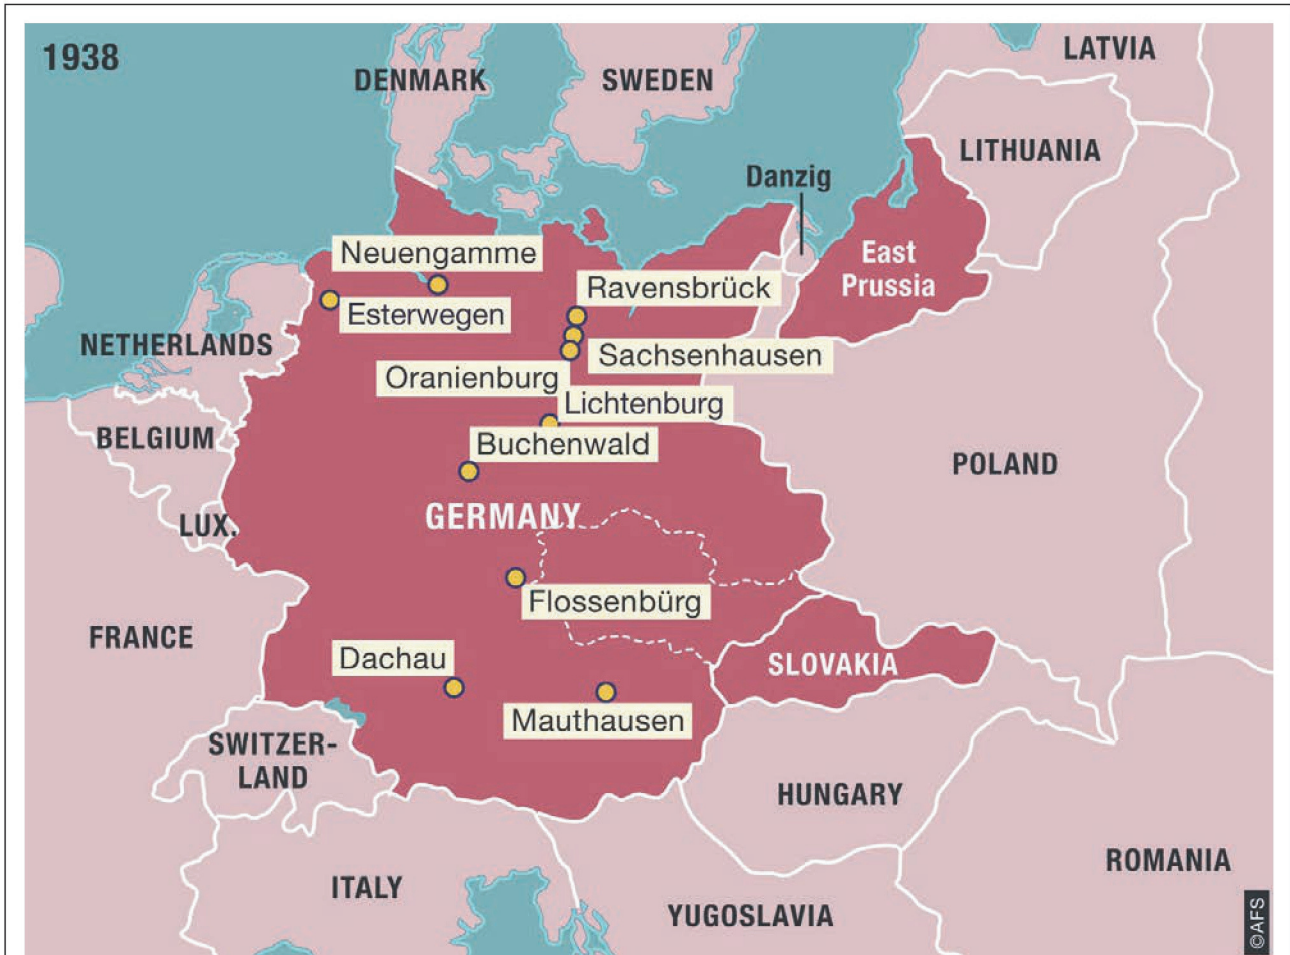 1938
DENMARK
SWEDEN
LATVIA
LITHUANIA
Danzig
East
Prussia
Neuengamme
Esterwegen
Ravensbrück
Sachsenhausen
Oranienburg
Lichtenburg
Buchenwald
NETHERLANDS
BELGIUM
LUX.
GERMANY
POLAND
Flossenbürg
FRANCE
Dachau
Mauthausen
SLOVAKIA
SWITZER-
LAND
HUNGARY
ROMANIA
ITALY
YUGOSLAVIA
©AFS